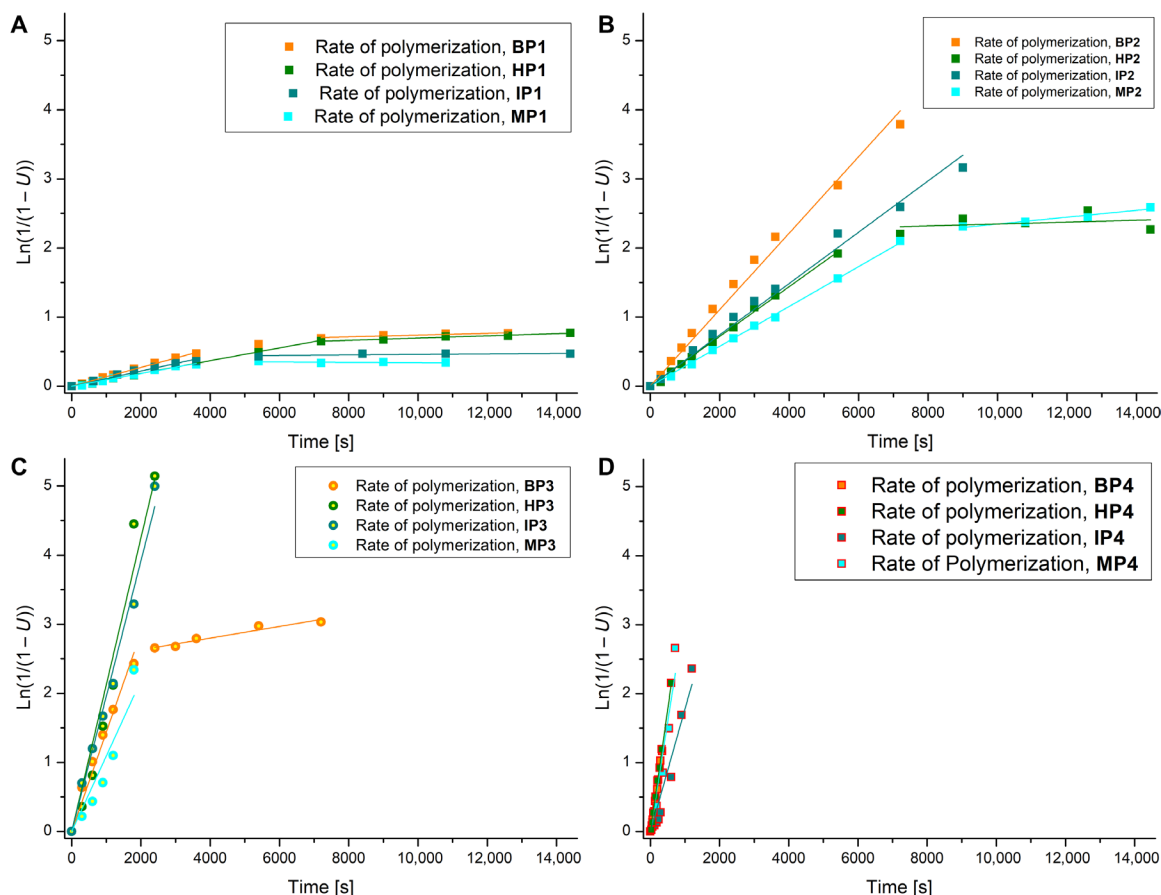 A
Rate of polymerization, BP1
Rate of polymerization, HP1
Rate of polymerization, IP1
Rate of polymerization, MP1
Ln(1/(1 – U))
5
4
3
2
1
0
0 2000 4000 6000 8000 10,000 12,000 14,000
Time [s]
B
Rate of polymerization, BP2
Rate of polymerization, HP2
Rate of polymerization, IP2
Rate of polymerization, MP2
Ln(1/(1 – U))
5
4
3
2
1
0
0 2000 4000 6000 8000 10,000 12,000 14,000
Time [s]
C
Rate of polymerization, BP3
Rate of polymerization, HP3
Rate of polymerization, IP3
Rate of polymerization, MP3
Ln(1/(1 – U))
5
4
3
2
1
0
0 2000 4000 6000 8000 10,000 12,000 14,000
Time [s]
D
Rate of polymerization, BP4
Rate of polymerization, HP4
Rate of polymerization, IP4
Rate of Polymerization, MP4
Ln(1/(1 – U))
5
4
3
2
1
0
0 2000 4000 6000 8000 10,000 12,000 14,000
Time [s]